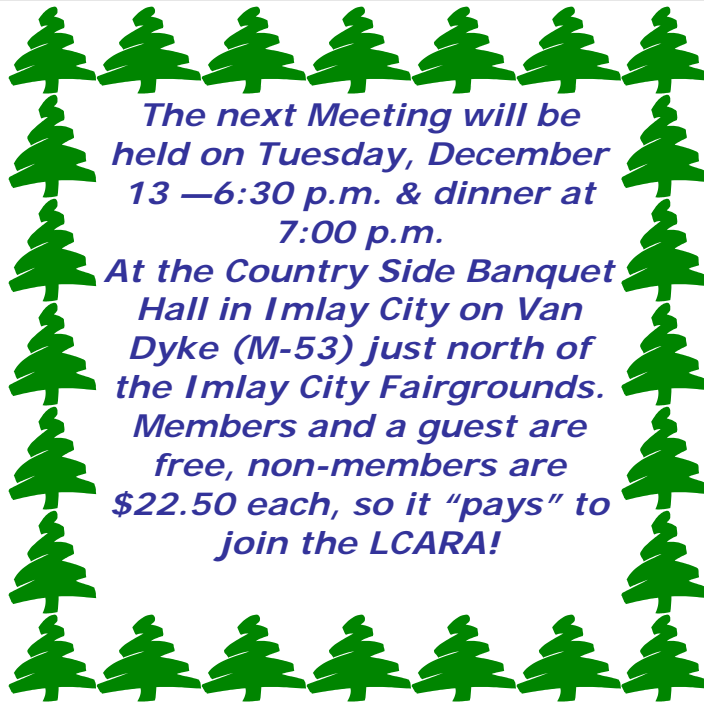 The next Meeting will be
held on Tuesday, December
13 —6:30 p.m. & dinner at
7:00 p.m.
At the Country Side Banquet
Hall in Imlay City on Van
Dyke (M-53) just north of
the Imlay City Fairgrounds.
Members and a guest are
free, non-members are
$22.50 each, so it “pays” to
join the LCARA!